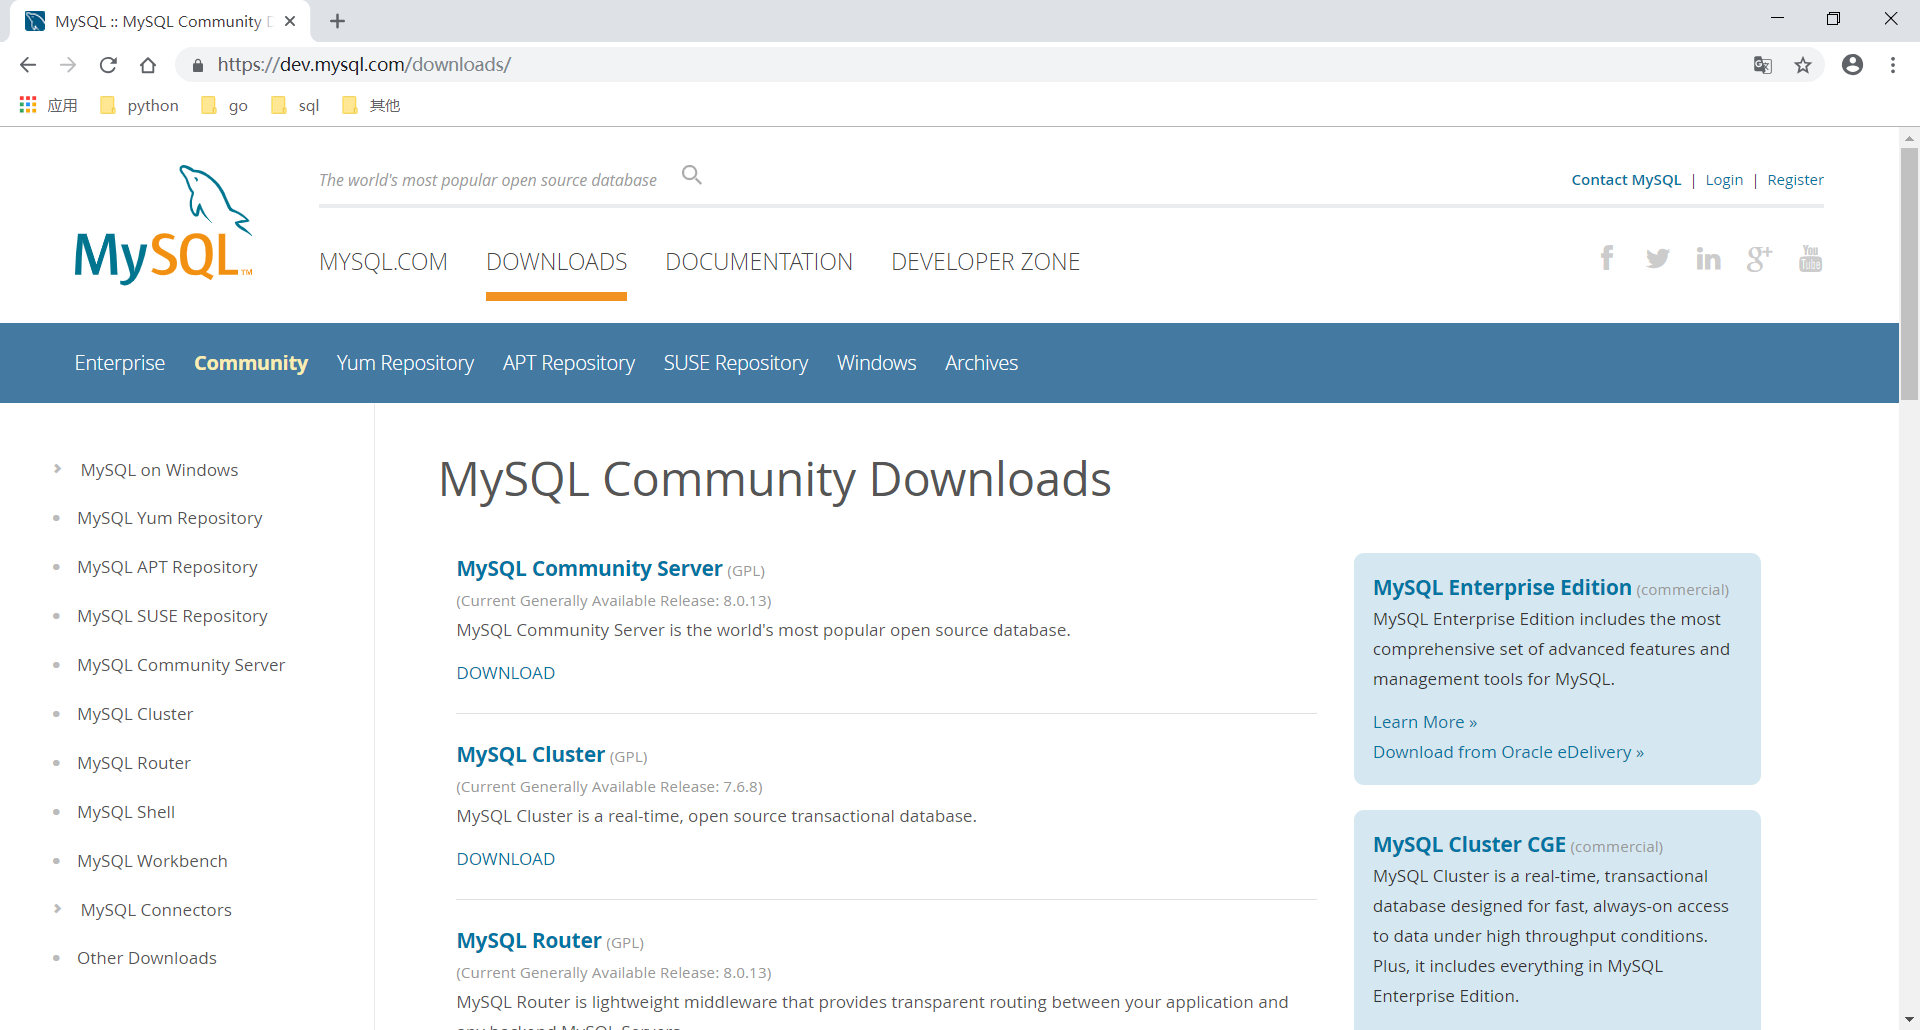 MySQL :: MySQL Community D
https://dev.mysql.com/downloads/
应用 python go sql 其他
MySQL™
The world's most popular open source database
Contact MySQL | Login | Register
MYSQL.COM DOWNLOADS DOCUMENTATION DEVELOPER ZONE
You Tube
Enterprise Community Yum Repository APT Repository SUSE Repository Windows Archives
MySQL on Windows
MySQL Yum Repository
MySQL APT Repository
MySQL SUSE Repository
MySQL Community Server
MySQL Cluster
MySQL Router
MySQL Shell
MySQL Workbench
MySQL Connectors
Other Downloads
MySQL Community Downloads
MySQL Community Server (GPL)
(Current Generally Available Release: 8.0.13)
MySQL Community Server is the world's most popular open source database.
DOWNLOAD
MySQL Cluster (GPL)
(Current Generally Available Release: 7.6.8)
MySQL Cluster is a real-time, open source transactional database.
DOWNLOAD
MySQL Router (GPL)
(Current Generally Available Release: 8.0.13)
MySQL Router is lightweight middleware that provides transparent routing between your application and
any backend MySQL Servers.
MySQL Enterprise Edition (commercial)
MySQL Enterprise Edition includes the most
comprehensive set of advanced features and
management tools for MySQL.
Learn More »
Download from Oracle eDelivery »
MySQL Cluster CGE (commercial)
MySQL Cluster is a real-time, transactional
database designed for fast, always-on access
to data under high throughput conditions.
Plus, it includes everything in MySQL
Enterprise Edition.